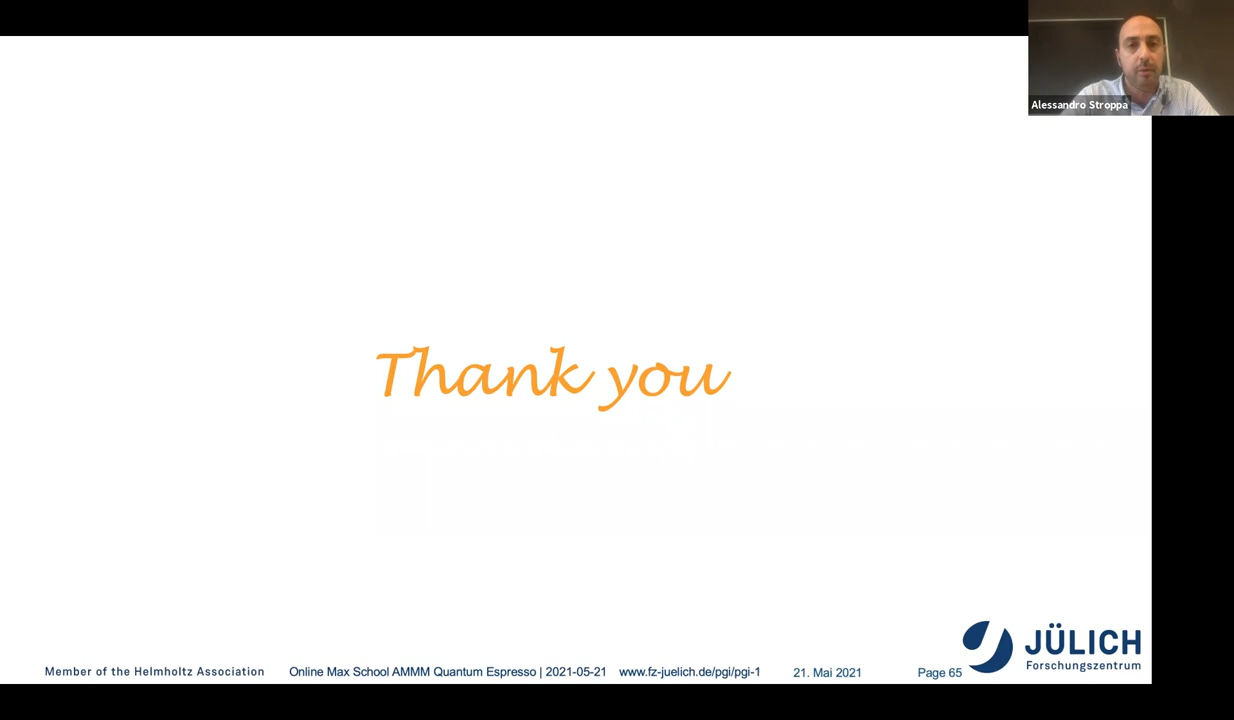 Alessandro Stroppa
Thank you
JÜLICH
Forschungszentrum
Member of the Helmholtz Association Online Max School AMMM Quantum Espresso | 2021-05-21 www.fz-juelich.de/pgi/pgi-1 21. Mai 2021 Page 65